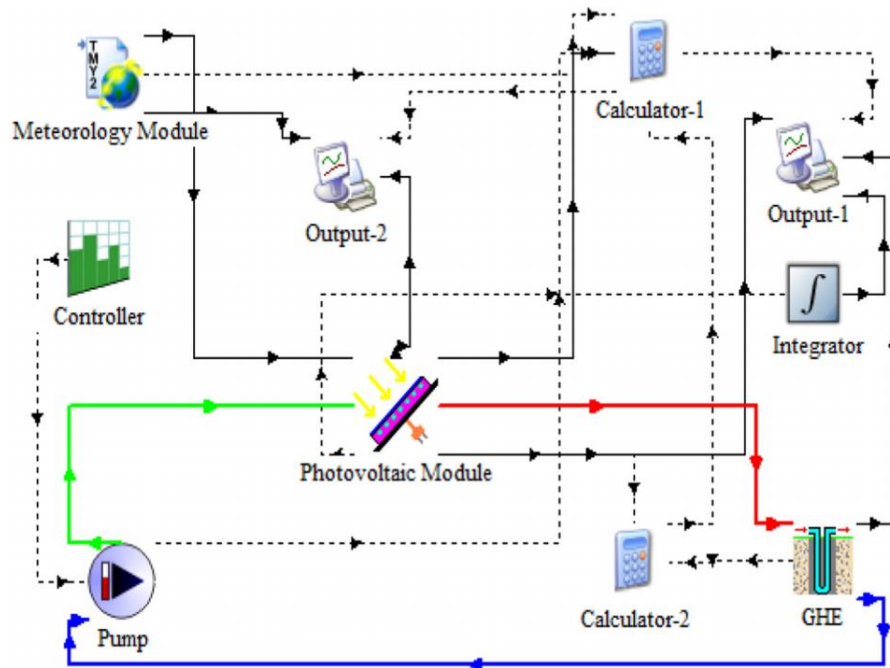 TMY2
Meteorology Module
Calculator-1
Output-2
Output-1
Controller
Integrator
Photovoltaic Module
Calculator-2
Pump
GHE